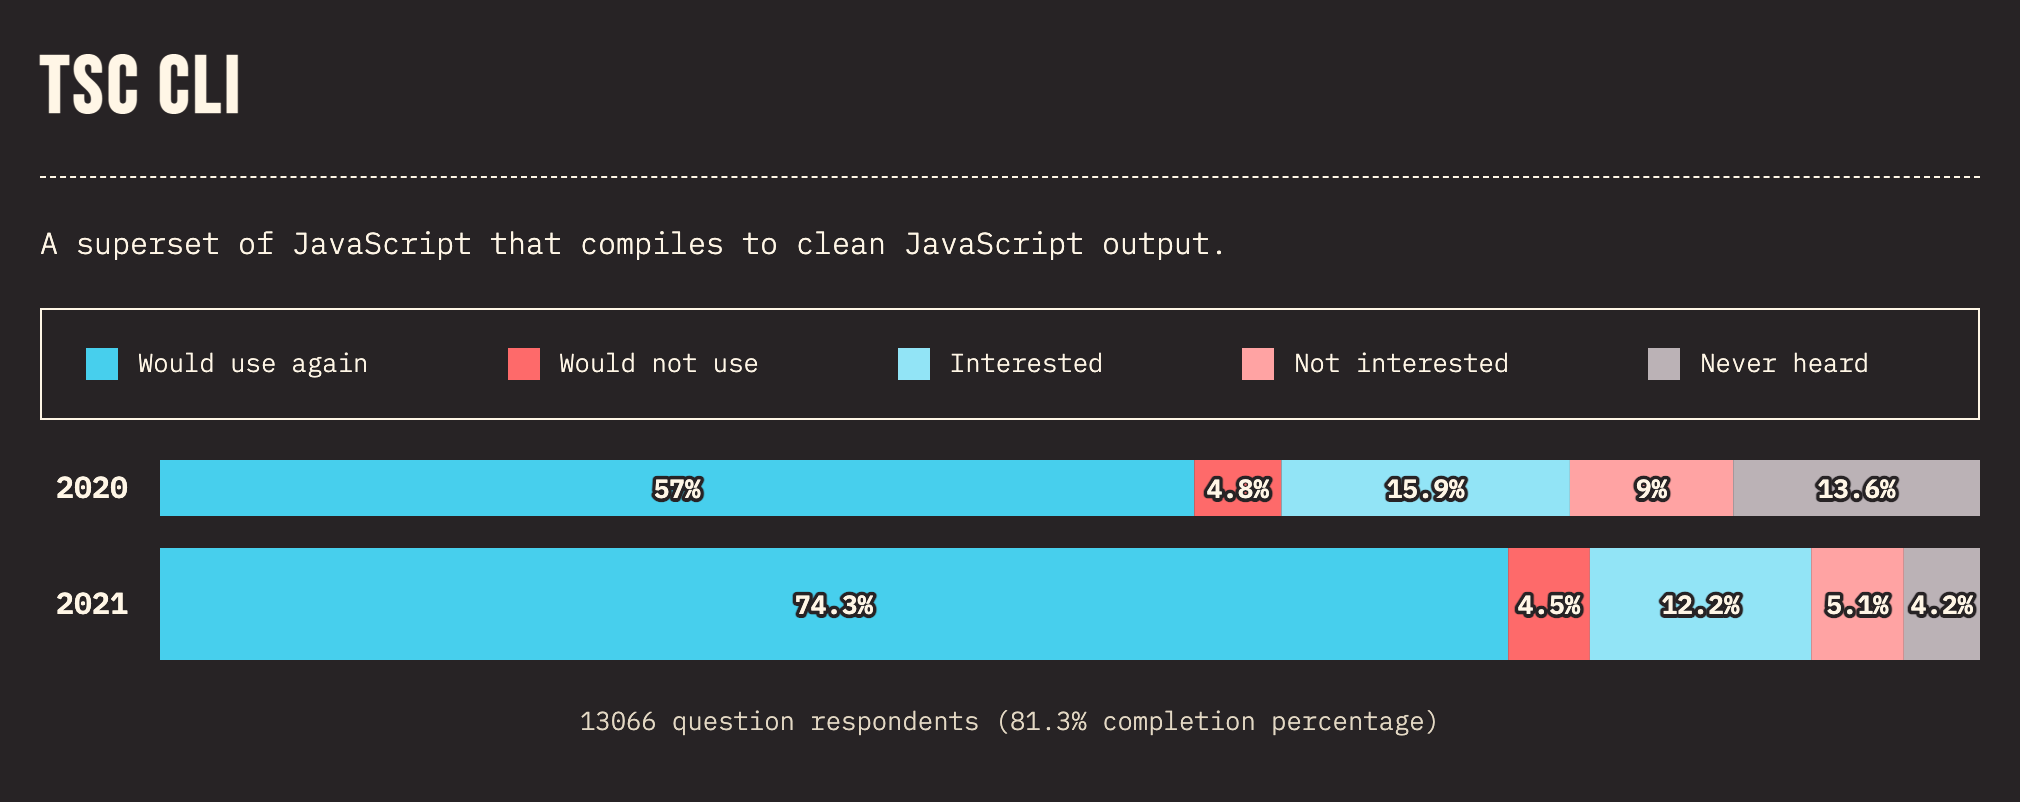 TSC CLI
A superset of JavaScript that compiles to clean JavaScript output.
Would use again Would not use Interested Not interested Never heard
2020 57% 4.8% 15.9% 9% 13.6%
2021 74.3% 4.5% 12.2% 5.1% 4.2%
13066 question respondents (81.3% completion percentage)